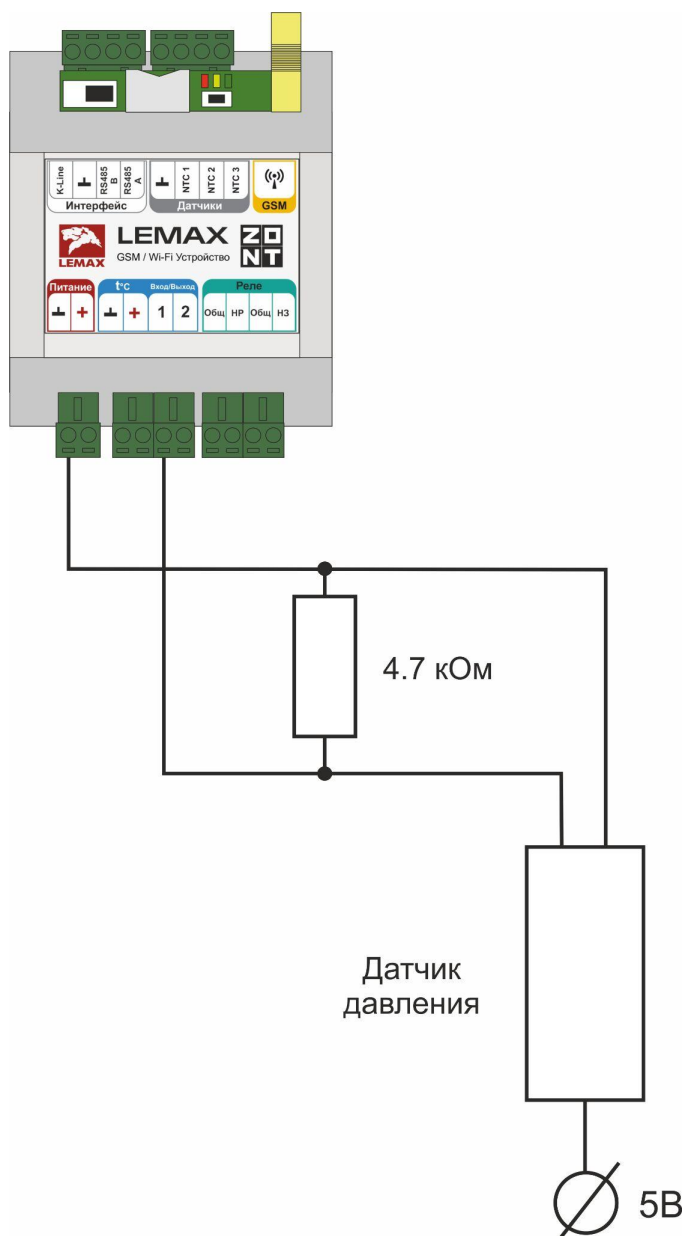 K-Line
RS485 B
RS485 A
NTC 1
NTC 2
NTC 3
Интерфейс
Датчики
GSM
LEMAX
LEMAX
GSM / Wi-Fi Устройство
ZONT
Питание
t°C
Вход/Выход
Реле
+ + 1 2 Общ НР Общ НЗ
4.7 кОм
Датчик
давления
5В